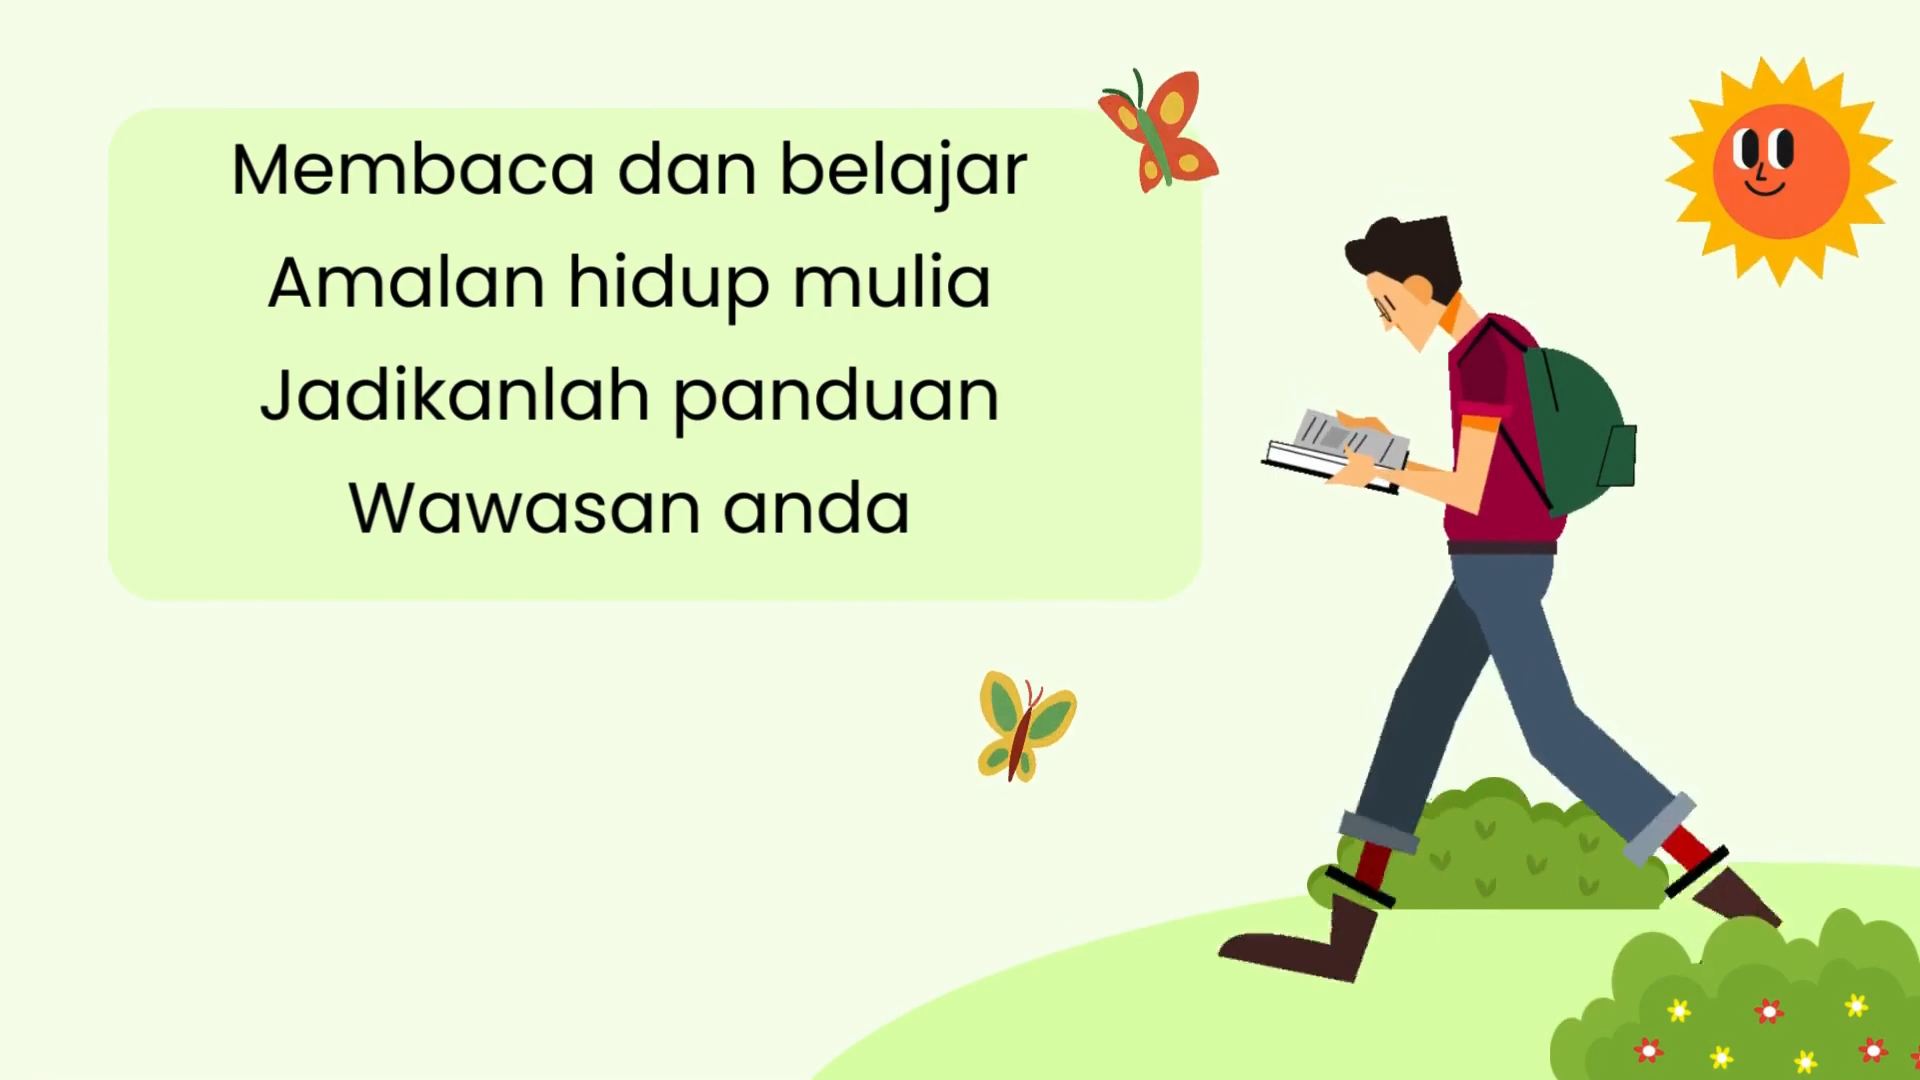 Membaca dan belajar
Amalan hidup mulia
Jadikanlah panduan
Wawasan anda